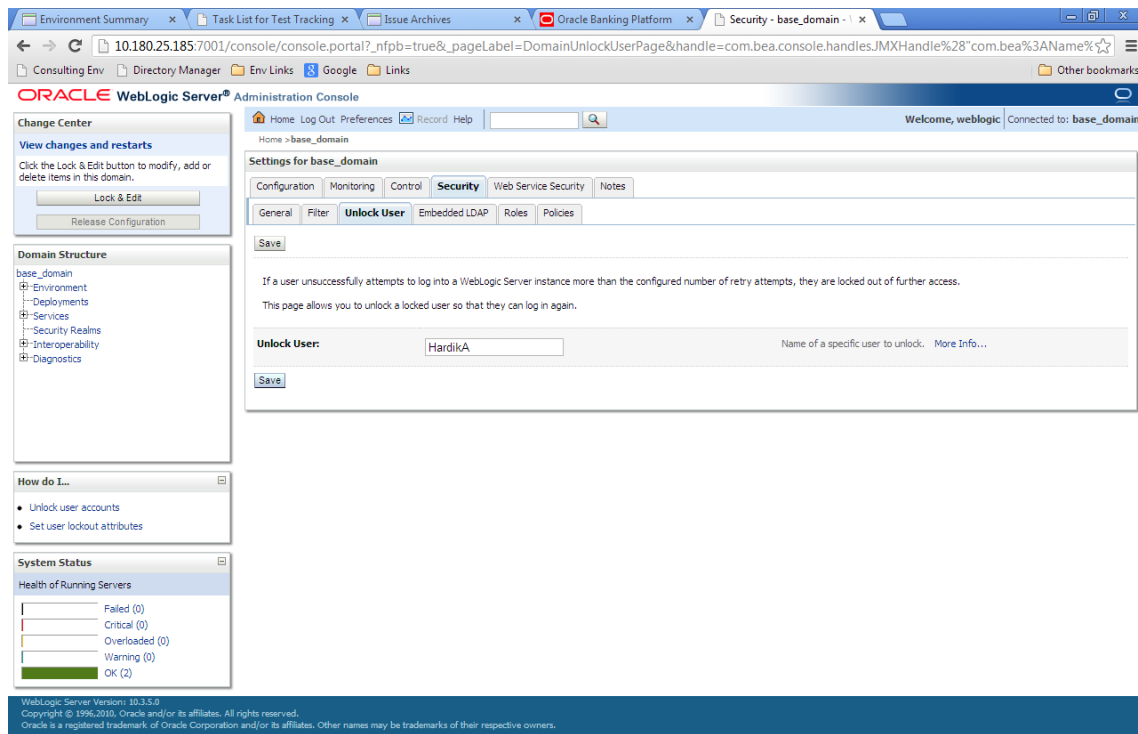 Environment Summary
Task List for Test Tracking
Issue Archives
Oracle Banking Platform
Security - base_domain -
10.180.25.185:7001/console/console.portal?_nfpb=true&_pageLabel=DomainUnlockUserPage&handle=com.bea.console.handles.JMXHandle%28"com.bea%3AName%
Consulting Env
Directory Manager
Env Links
Google
Links
Other bookmarks
ORACLE WebLogic Server® Administration Console
Change Center
View changes and restarts
Click the Lock & Edit button to modify, add or
delete items in this domain.
Lock & Edit
Release Configuration
Domain Structure
base_domain
Environment
Deployments
Services
Security Realms
Interoperability
Diagnostics
How do I...
Unlock user accounts
Set user lockout attributes
System Status
Health of Running Servers
Failed (0)
Critical (0)
Overloaded (0)
Warning (0)
OK (2)
Home Log Out Preferences Record Help
Welcome, weblogic Connected to: base_domain
Home >base_domain
Settings for base_domain
Configuration Monitoring Control Security Web Service Security Notes
General Filter Unlock User Embedded LDAP Roles Policies
Save
If a user unsuccessfully attempts to log into a WebLogic Server instance more than the configured number of retry attempts, they are locked out of further access.
This page allows you to unlock a locked user so that they can log in again.
Unlock User: HardikA Name of a specific user to unlock. More Info...
Save
WebLogic Server Version: 10.3.5.0
Copyright © 1996,2010, Oracle and/or its affiliates. All rights reserved.
Oracle is a registered trademark of Oracle Corporation and/or its affiliates. Other names may be trademarks of their respective owners.